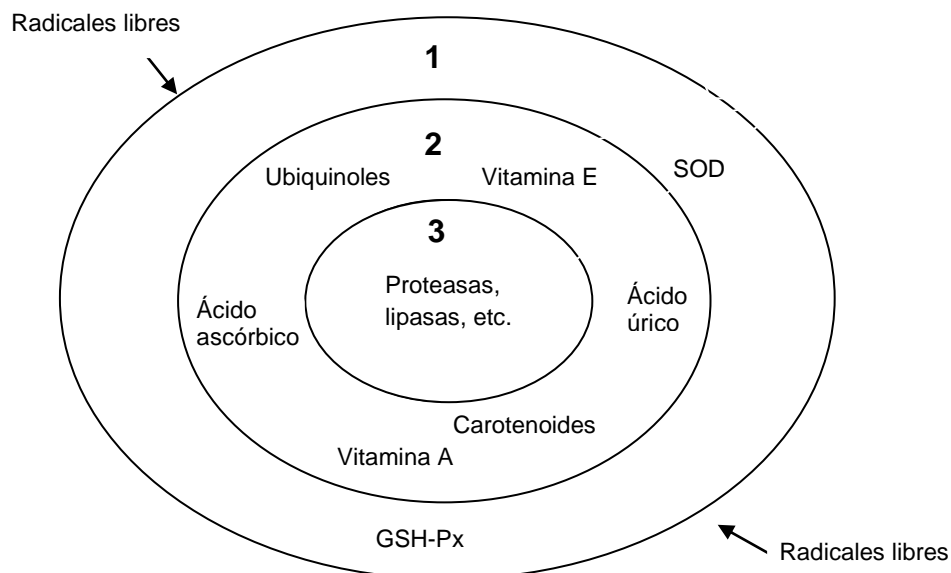 Radicales libres
1
2
SOD
Ubiquinoles
Vitamina E
3
Proteasas,
lipasas, etc.
Ácido
ascórbico
Ácido
úrico
Carotenoides
Vitamina A
GSH-Px
Radicales libres